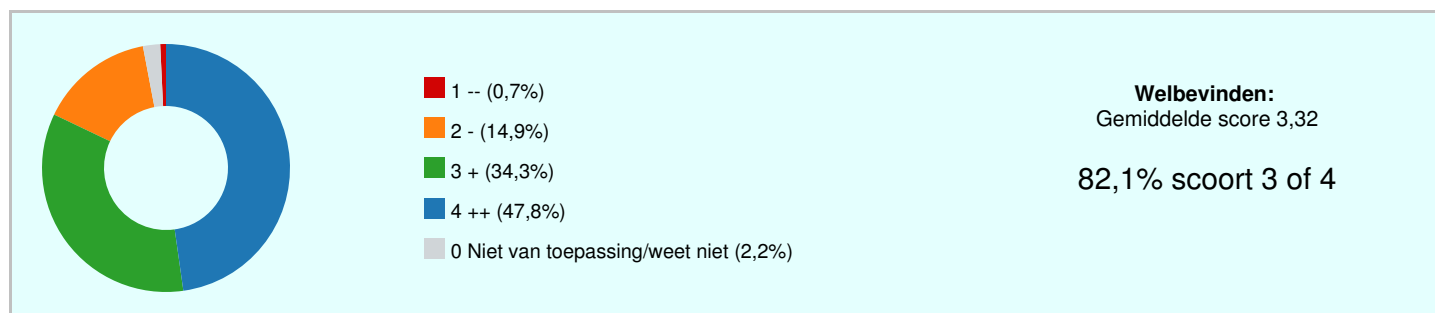 1 -- (0,7%)
2 - (14,9%)
3 + (34,3%)
4 ++ (47,8%)
0 Niet van toepassing/weet niet (2,2%)
Welbevinden:
Gemiddelde score 3,32
82,1% scoort 3 of 4